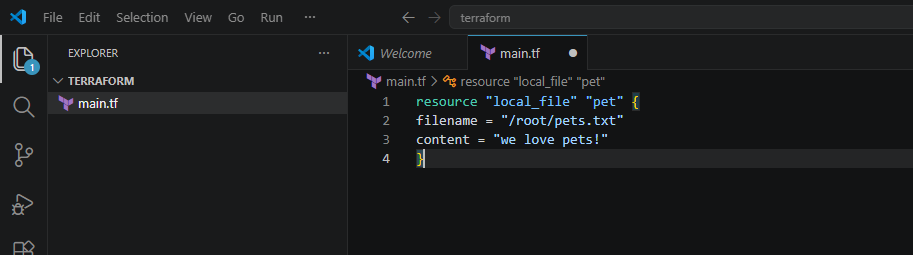 File Edit Selection View Go Run ···
terraform
EXPLORER ···
Welcome
main.tf
1
TERRAFORM
main.tf > resource "local_file" "pet"
main.tf
1 resource "local_file" "pet" {
2 filename = "/root/pets.txt"
3 content = "we love pets!"
4 }